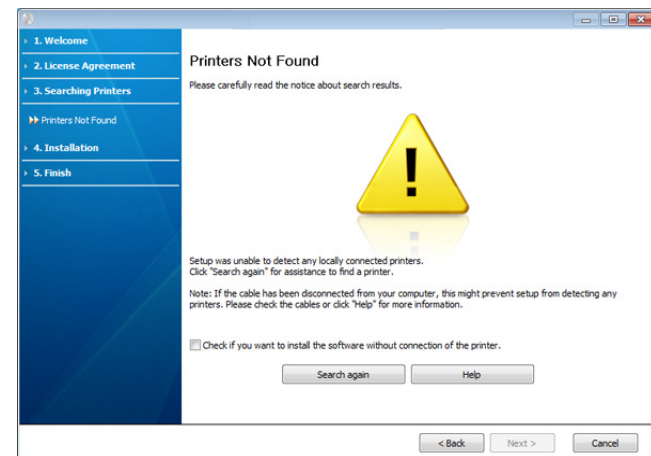 1. Welcome
2. License Agreement
3. Searching Printers
Printers Not Found
4. Installation
5. Finish
Printers Not Found
Please carefully read the notice about search results.
Setup was unable to detect any locally connected printers.
Click "Search again" for assistance to find a printer.
Note: If the cable has been disconnected from your computer, this might prevent setup from detecting any
printers. Please check the cables or click "Help" for more information.
Check if you want to install the software without connection of the printer.
Search again
Help
< Back
Next >
Cancel